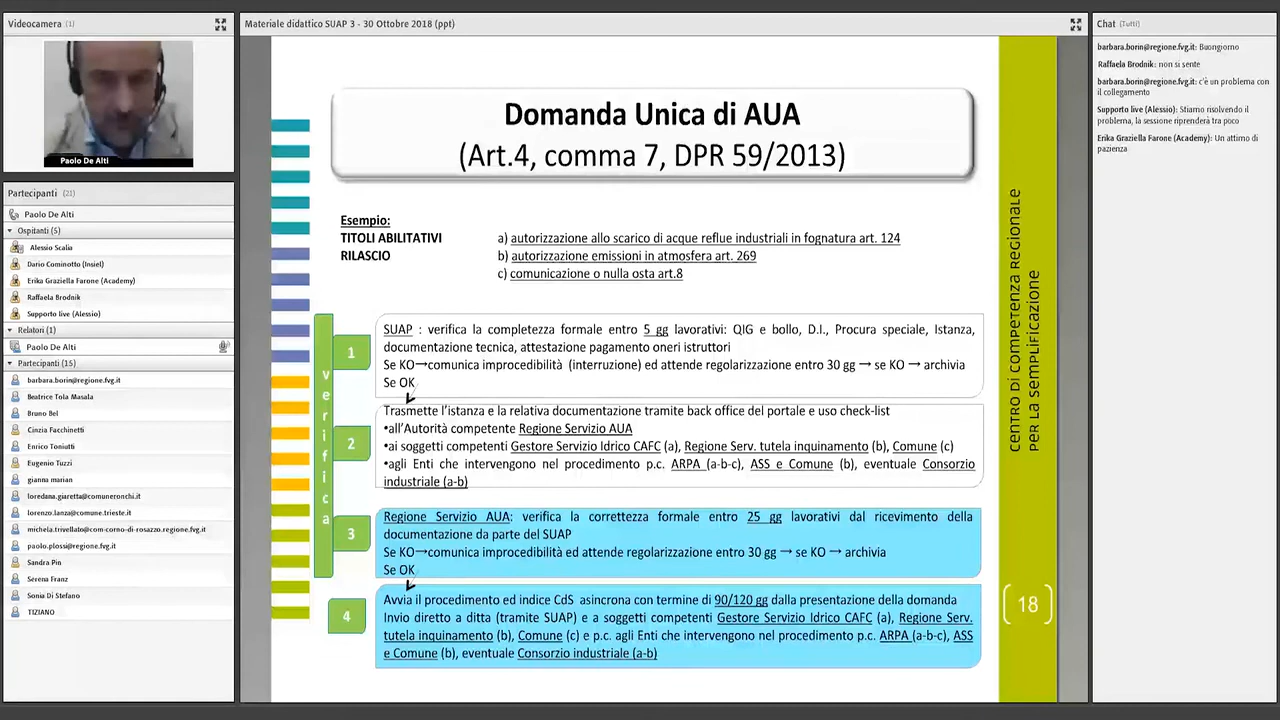 Videocamera (1)
Paolo De Alti
Partecipanti (21)
Paolo De Alti
Ospitanti (5)
Alessio Scalia
Dario Cominotto (Insiel)
Erika Graziella Farone (Academy)
Raffaela Brodnik
Supporto live (Alessio)
Relatori (1)
Paolo De Alti
Partecipanti (15)
barbara.borin@regione.fvg.it
Beatrice Tola Masala
Bruno Bel
Cinzia Facchinetti
Enrico Toniutti
Eugenio Tuzzi
gianna marian
loredana.giaretta@comuneronchi.it
lorenzo.lanza@comune.trieste.it
michela.trivellato@com-corno-di-rosazzo.regione.fvg.it
paolo.plossi@regione.fvg.it
Sandra Pin
Serena Franz
Sonia Di Stefano
TIZIANO
Materiale didattico SUAP 3 - 30 Ottobre 2018 (ppt)
Domanda Unica di AUA
(Art.4, comma 7, DPR 59/2013)
Esempio:
TITOLI ABILITATIVI a) autorizzazione allo scarico di acque reflue industriali in fognatura art. 124
RILASCIO b) autorizzazione emissioni in atmosfera art. 269
c) comunicazione o nulla osta art.8
verifica
1
SUAP : verifica la completezza formale entro 5 gg lavorativi: QIG e bollo, D.I., Procura speciale, Istanza,
documentazione tecnica, attestazione pagamento oneri istruttori
Se KO→comunica improcedibilità (interruzione) ed attende regolarizzazione entro 30 gg → se KO → archivia
Se OK
2
Trasmette l'istanza e la relativa documentazione tramite back office del portale e uso check-list
•all'Autorità competente Regione Servizio AUA
•ai soggetti competenti Gestore Servizio Idrico CAFC (a), Regione Serv. tutela inquinamento (b), Comune (c)
•agli Enti che intervengono nel procedimento p.c. ARPA (a-b-c), ASS e Comune (b), eventuale Consorzio
industriale (a-b)
3
Regione Servizio AUA: verifica la correttezza formale entro 25 gg lavorativi dal ricevimento della
documentazione da parte del SUAP
Se KO→comunica improcedibilità ed attende regolarizzazione entro 30 gg → se KO → archivia
Se OK
4
Avvia il procedimento ed indice CdS asincrona con termine di 90/120 gg dalla presentazione della domanda
Invio diretto a ditta (tramite SUAP) e a soggetti competenti Gestore Servizio Idrico CAFC (a), Regione Serv.
tutela inquinamento (b), Comune (c) e p.c. agli Enti che intervengono nel procedimento p.c. ARPA (a-b-c), ASS
e Comune (b), eventuale Consorzio industriale (a-b)
CENTRO DI COMPETENZA REGIONALE
PER LA SEMPLIFICAZIONE
18
Chat (Tutti)
barbara.borin@regione.fvg.it: Buongiorno
Raffaela Brodnik: non si sente
barbara.borin@regione.fvg.it: c'è un problema con
il collegamento
Supporto live (Alessio): Stiamo risolvendo il
problema, la sessione riprenderà tra poco
Erika Graziella Farone (Academy): Un attimo di
pazienza